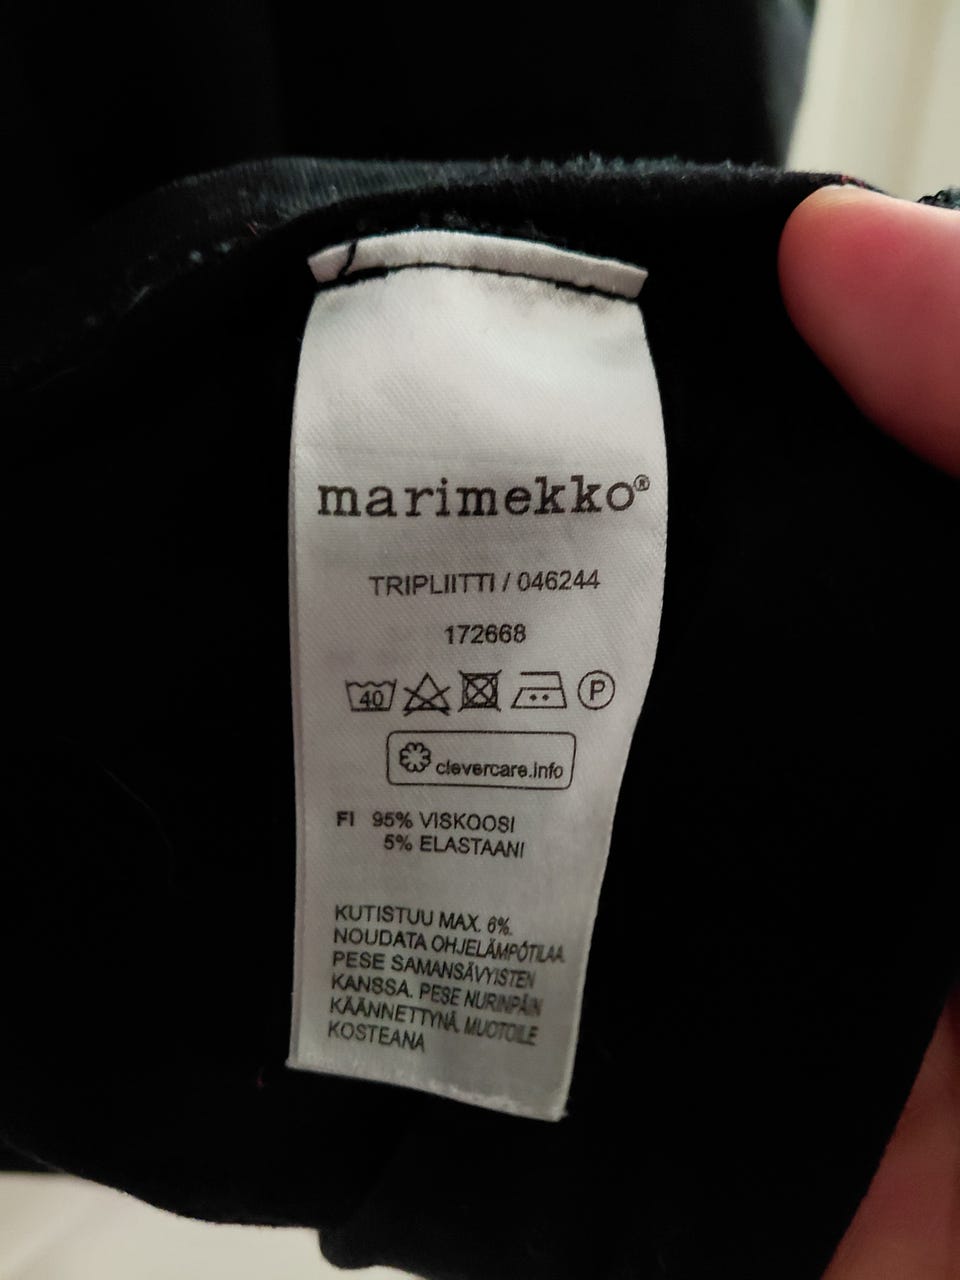 marimekko®
TRIPLIITTI / 046244
172668
40 P
clevercare.info
FI 95% VISKOOSI
5% ELASTAANI
KUTISTUU MAX. 6%.
NOUDATA OHJELÄMPÖTILAA
PESE SAMANSÄVYISTEN
KANSSA. PESE NURINPÄIN
KÄÄNNETTYNÄ. MUOTOILE
KOSTEANA